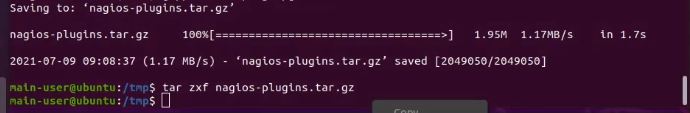 Saving to: ‘nagios-plugins.tar.gz’
nagios-plugins.tar.gz 100%[==================================>] 1.95M 1.17MB/s in 1.7s
2021-07-09 09:08:37 (1.17 MB/s) - ‘nagios-plugins.tar.gz’ saved [2049050/2049050]
main-user@ubuntu:/tmp$ tar zxf nagios-plugins.tar.gz
main-user@ubuntu:/tmp$
Copy